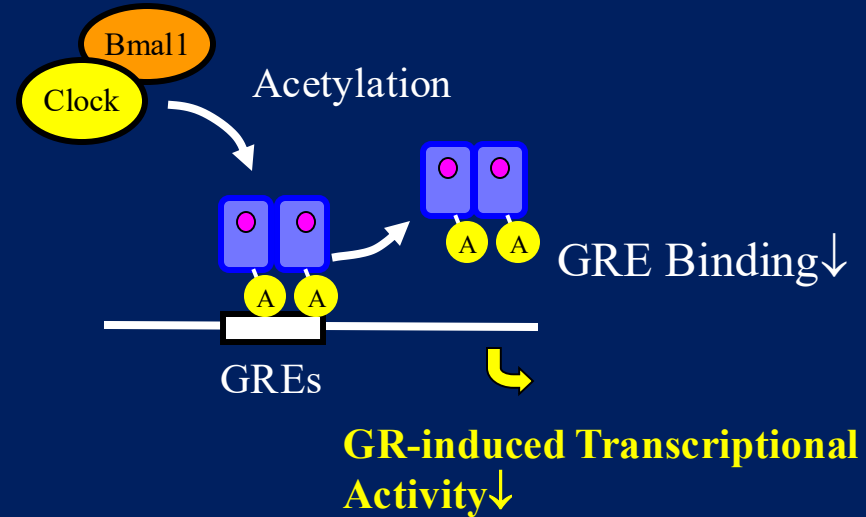 Bmal1
Clock
Acetylation
A A
GRE Binding↓
A A
GREs
GR-induced Transcriptional
Activity↓